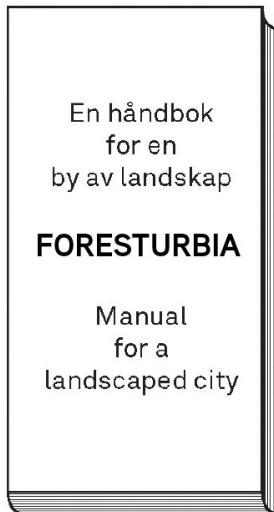 En håndbok
for en
by av landskap
FORESTURBIA
Manual
for a
landscaped city